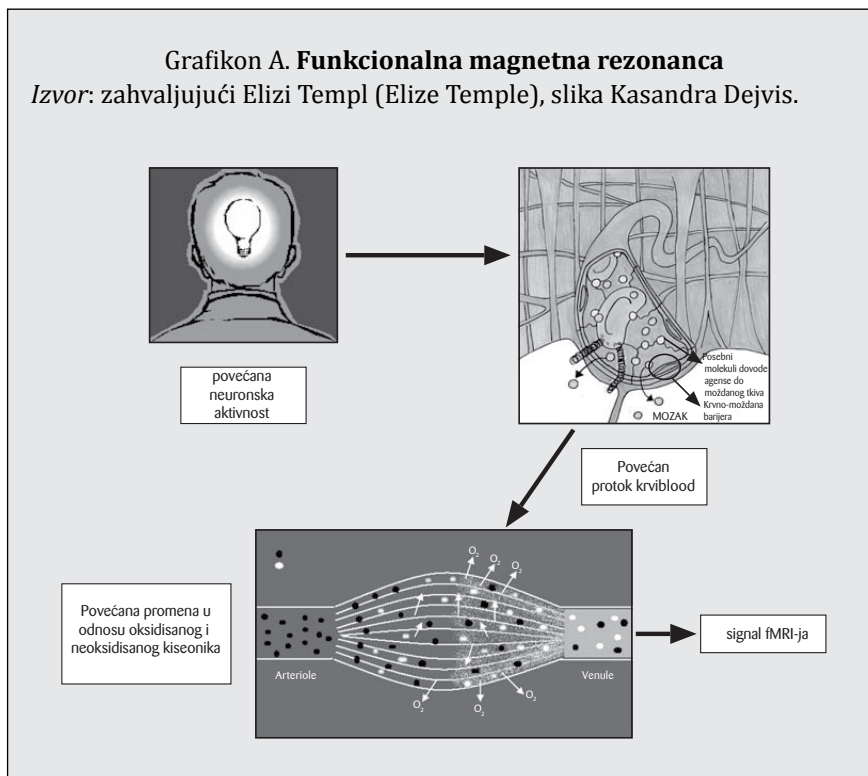 Grafikon A. Funkcionalna magnetna rezonanca
Izvor: zahvaljujući Elizi Templ (Elize Temple), slika Kasandra Dejvis.
povećana
neuronska
aktivnost
Posebni
molekuli dovode
agense do
moždanog tkiva
Krvno-moždana
barijera
MOZAK
Povećan
protok krviblood
Povećana promena u
odnosu oksidisanog i
neoksidisanog kiseonika
O₂
O₂
O₂
Arteriole
Venule
O₂
O₂
O₂
signal fMRI-ja